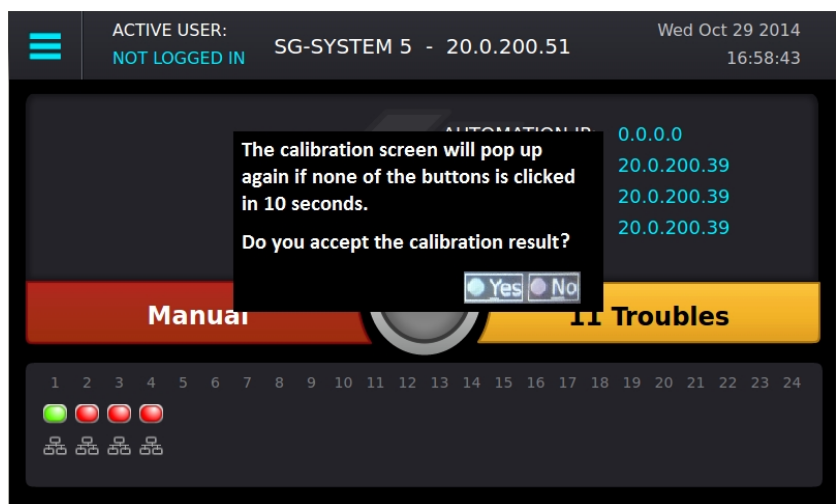 ACTIVE USER:
NOT LOGGED IN
SG-SYSTEM 5 - 20.0.200.51
Wed Oct 29 2014
16:58:43
0.0.0.0
20.0.200.39
20.0.200.39
20.0.200.39
The calibration screen will pop up
again if none of the buttons is clicked
in 10 seconds.
Do you accept the calibration result?
Yes No
Manual
11 Troubles
1 2 3 4 5 6 7 8 9 10 11 12 13 14 15 16 17 18 19 20 21 22 23 24